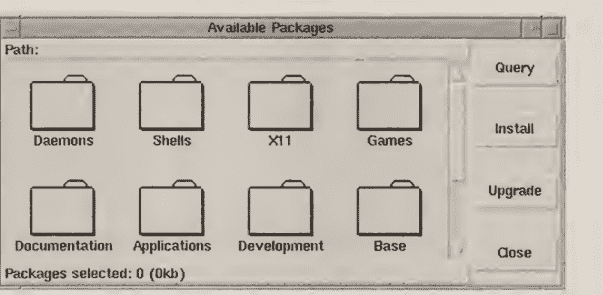 Available Packages
Path:
Query
Daemons Shells X11 Games
Install
Upgrade
Documentation Applications Development Base
Close
Packages selected: 0 (0kb)